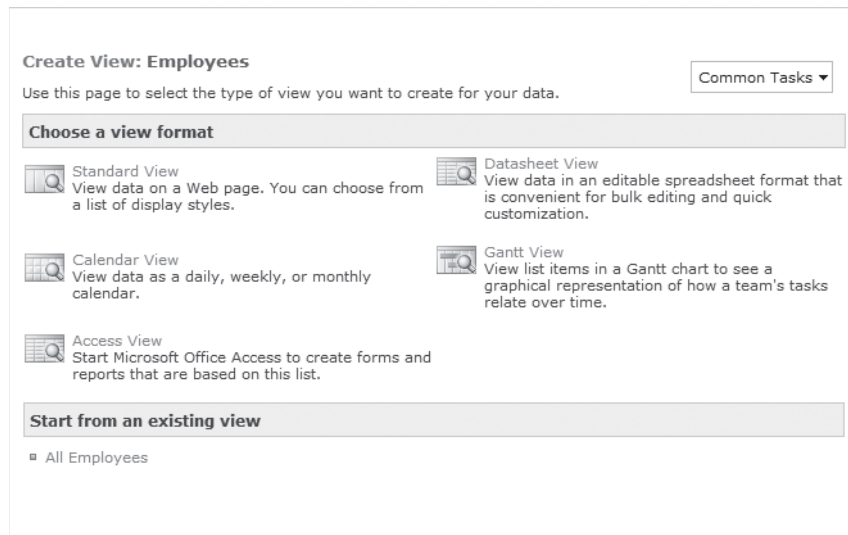 Create View: Employees
Common Tasks
Use this page to select the type of view you want to create for your data.
Choose a view format
Standard View
View data on a Web page. You can choose from
a list of display styles.
Datasheet View
View data in an editable spreadsheet format that
is convenient for bulk editing and quick
customization.
Calendar View
View data as a daily, weekly, or monthly
calendar.
Gantt View
View list items in a Gantt chart to see a
graphical representation of how a team's tasks
relate over time.
Access View
Start Microsoft Office Access to create forms and
reports that are based on this list.
Start from an existing view
All Employees